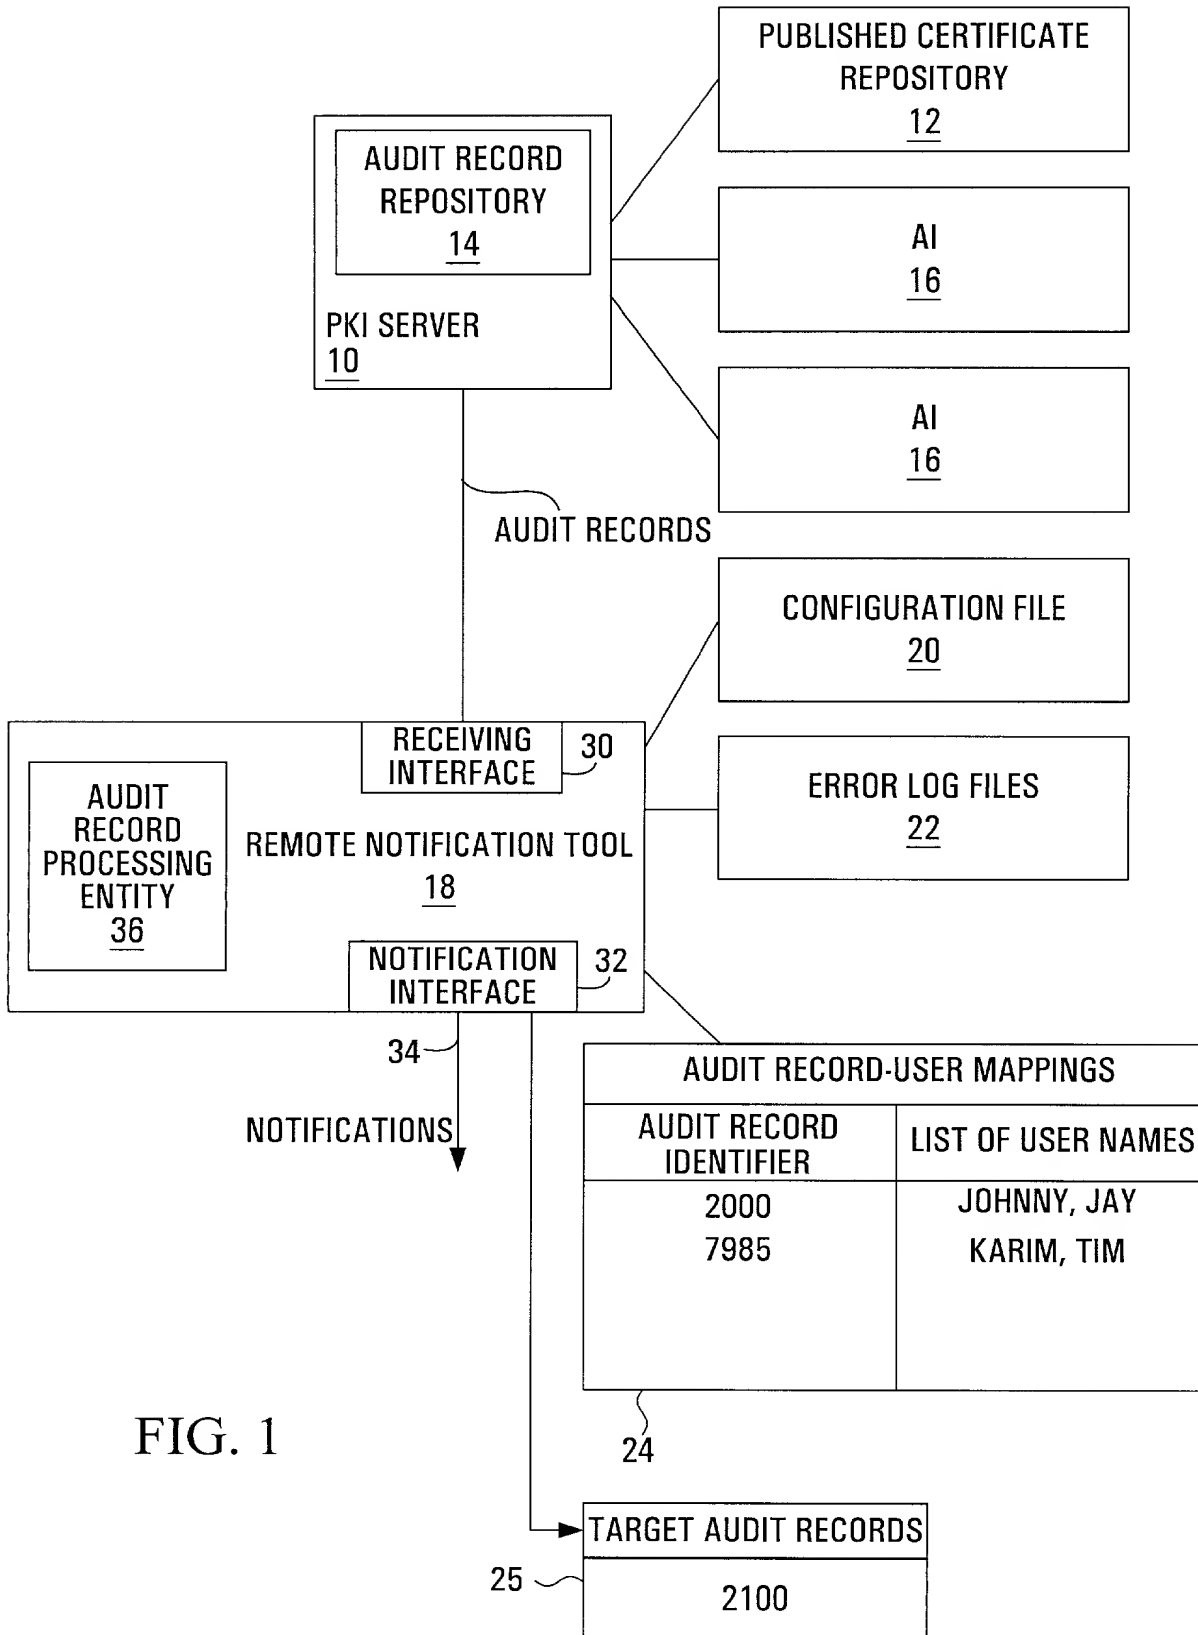 PUBLISHED CERTIFICATE
REPOSITORY
12
AUDIT RECORD
REPOSITORY
14
PKI SERVER
10
AI
16
AI
16
AUDIT RECORDS
CONFIGURATION FILE
20
ERROR LOG FILES
22
RECEIVING
INTERFACE
30
AUDIT
RECORD
PROCESSING
ENTITY
36
REMOTE NOTIFICATION TOOL
18
NOTIFICATION
INTERFACE
32
34
NOTIFICATIONS
AUDIT RECORD-USER MAPPINGS
AUDIT RECORD
IDENTIFIER
LIST OF USER NAMES
2000
JOHNNY, JAY
7985
KARIM, TIM
24
FIG. 1
TARGET AUDIT RECORDS
25
2100